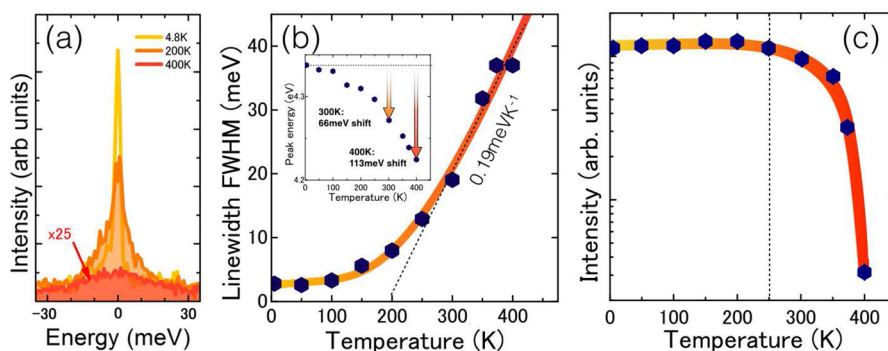 (a)
4.8K
200K
400K
x25
Intensity (arb units)
-30
0
30
Energy (meV)
(b)
Linewidth FWHM (meV)
40
30
20
10
0
0
100
200
300
400
Temperature (K)
0.19meVK-1
Peak energy (eV)
4.3
4.2
300K:
66meV shift
400K:
113meV shift
0
100
200
300
400
Temperature (K)
(c)
Intensity (arb. units)
0
100
200
300
400
Temperature (K)